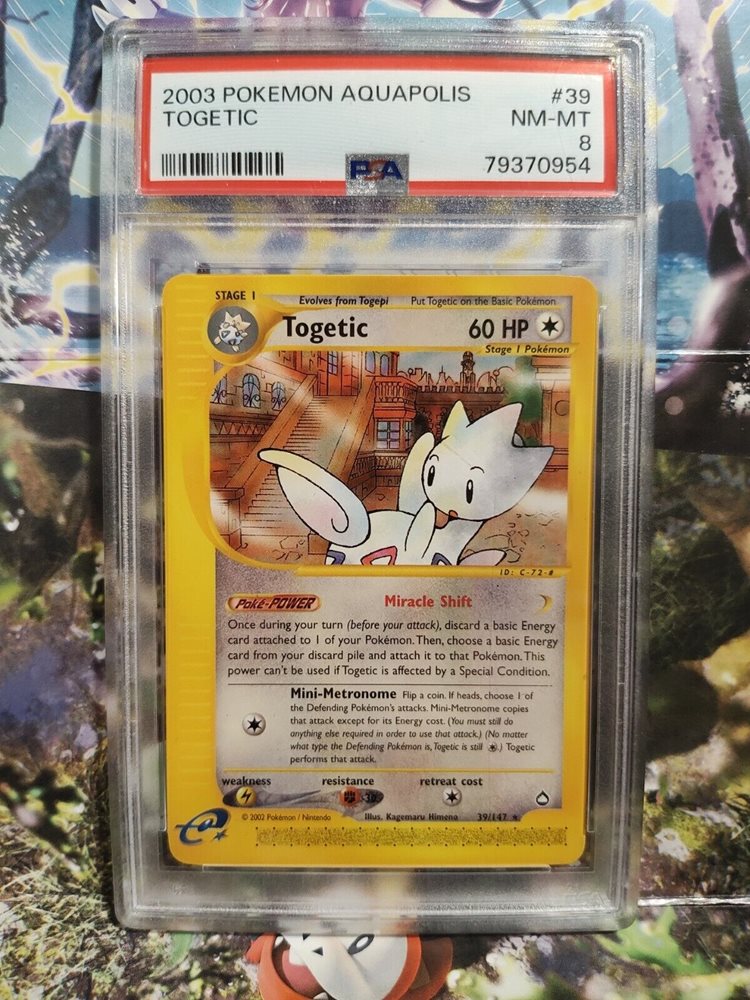 2003 POKEMON AQUAPOLIS #39
TOGETIC NM-MT
8
PSA 79370954
STAGE 1 Evolves from Togepi Put Togetic on the Basic Pokémon
Togetic 60 HP
Stage 1 Pokémon
ID: C-72-#
Poké-POWER Miracle Shift
Once during your turn (before your attack), discard a basic Energy
card attached to 1 of your Pokémon. Then, choose a basic Energy
card from your discard pile and attach it to that Pokémon. This
power can't be used if Togetic is affected by a Special Condition.
Mini-Metronome Flip a coin. If heads, choose 1 of
the Defending Pokémon's attacks. Mini-Metronome copies
that attack except for its Energy cost. (You must still do
anything else required in order to use that attack.) (No matter
what type the Defending Pokémon is, Togetic is still .) Togetic
performs that attack.
weakness resistance retreat cost
-30
e
© 2002 Pokémon / Nintendo Illus. Kagemaru Himeno 39/147 ★